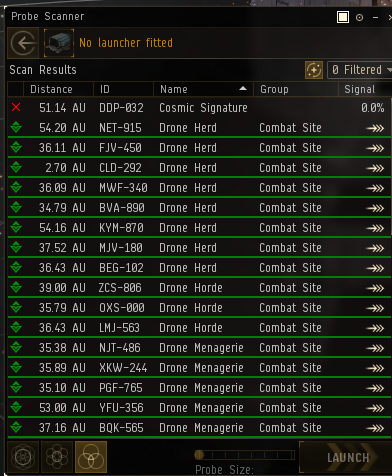 Probe Scanner
No launcher fitted
Scan Results 0 Filtered
Distance ID Name Group Signal
51.14 AU DDP-032 Cosmic Signature 0.0%
54.20 AU NET-915 Drone Herd Combat Site
36.11 AU FJV-450 Drone Herd Combat Site
2.70 AU CLD-292 Drone Herd Combat Site
36.09 AU MWF-340 Drone Herd Combat Site
34.79 AU BVA-890 Drone Herd Combat Site
54.16 AU KYM-870 Drone Herd Combat Site
37.52 AU MJV-180 Drone Herd Combat Site
36.43 AU BEG-102 Drone Herd Combat Site
39.00 AU ZCS-806 Drone Horde Combat Site
35.79 AU OXS-000 Drone Horde Combat Site
36.43 AU LMJ-563 Drone Horde Combat Site
35.38 AU NJT-486 Drone Menagerie Combat Site
35.89 AU XKW-244 Drone Menagerie Combat Site
35.10 AU PGF-765 Drone Menagerie Combat Site
53.00 AU YFU-356 Drone Menagerie Combat Site
37.16 AU BQK-565 Drone Menagerie Combat Site
Probe Size:
LAUNCH